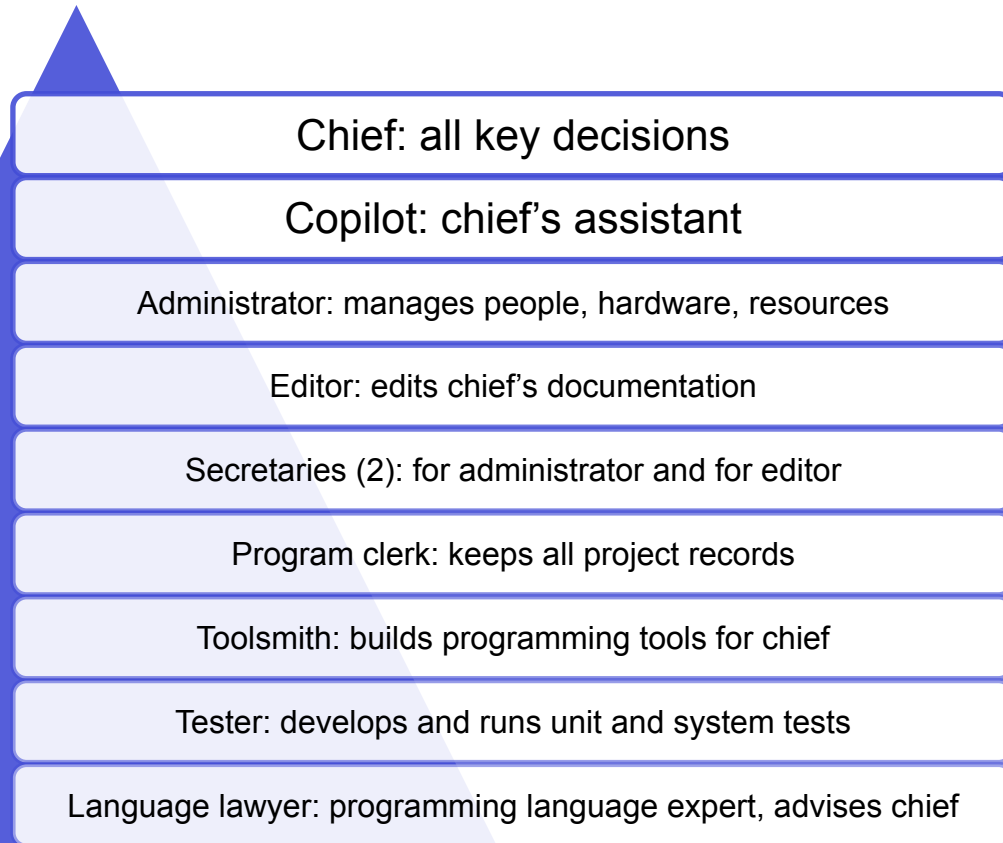 Chief: all key decisions
Copilot: chief’s assistant
Administrator: manages people, hardware, resources
Editor: edits chief’s documentation
Secretaries (2): for administrator and for editor
Program clerk: keeps all project records
Toolsmith: builds programming tools for chief
Tester: develops and runs unit and system tests
Language lawyer: programming language expert, advises chief